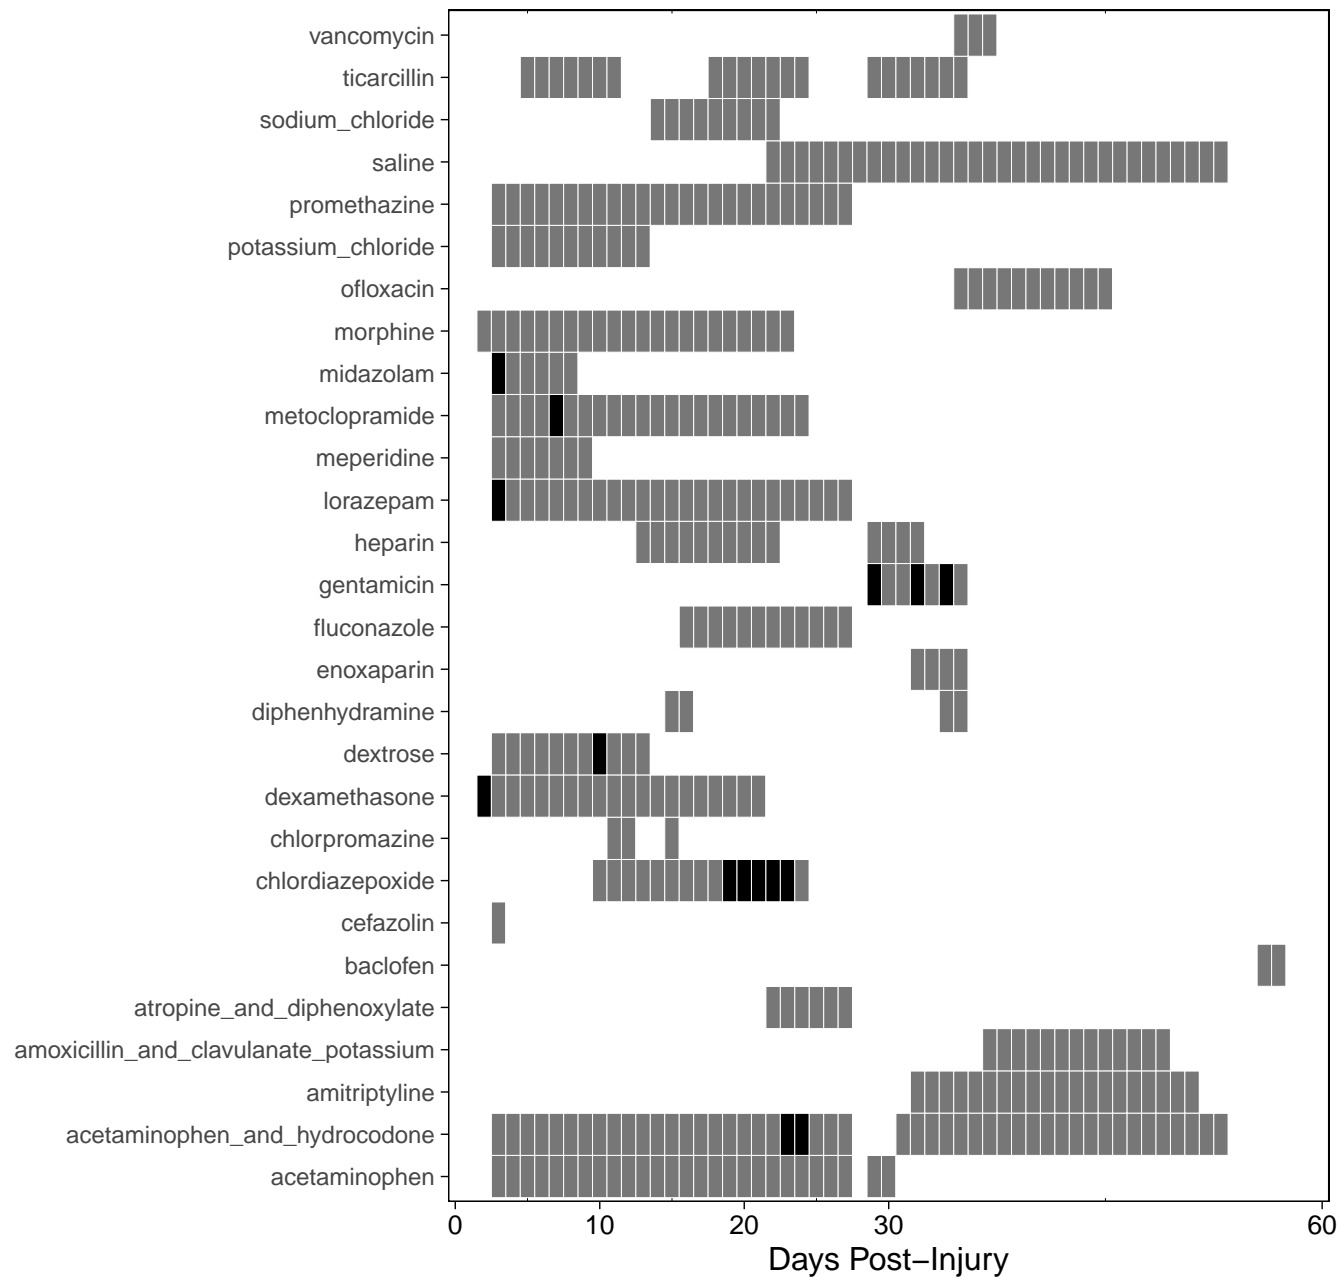 vancomycin
ticarcillin
sodium_chloride
saline
promethazine
potassium_chloride
ofloxacin
morphine
midazolam
metoclopramide
meperidine
lorazepam
heparin
gentamicin
fluconazole
enoxaparin
diphenhydramine
dextrose
dexamethasone
chlorpromazine
chlordiazepoxide
cefazolin
baclofen
atropine_and_diphenoxylate
amoxicillin_and_clavulanate_potassium
amitriptyline
acetaminophen_and_hydrocodone
acetaminophen
0 10 20 30 60
Days Post−Injury